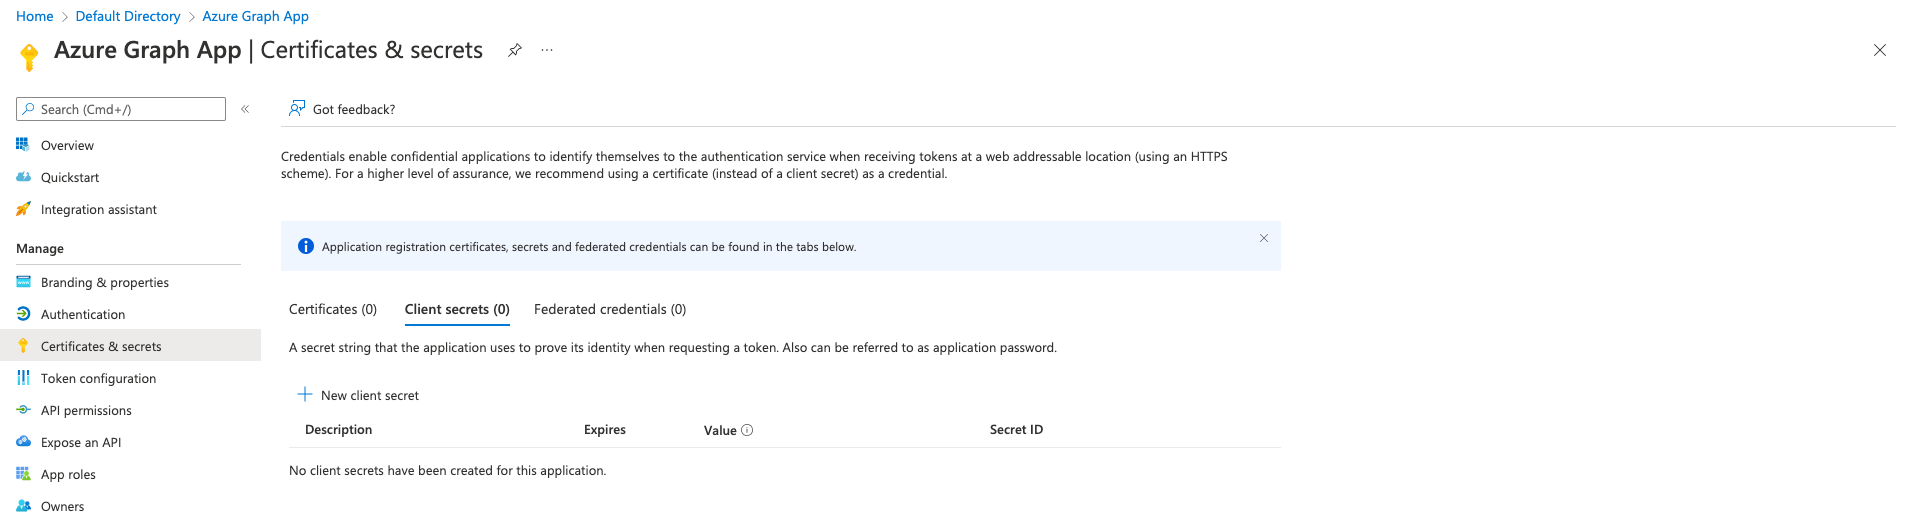 Home > Default Directory > Azure Graph App
Azure Graph App | Certificates & secrets
Search (Cmd+/)
Overview
Quickstart
Integration assistant
Manage
Branding & properties
Authentication
Certificates & secrets
Token configuration
API permissions
Expose an API
App roles
Owners
Got feedback?
Credentials enable confidential applications to identify themselves to the authentication service when receiving tokens at a web addressable location (using an HTTPS
scheme). For a higher level of assurance, we recommend using a certificate (instead of a client secret) as a credential.
Application registration certificates, secrets and federated credentials can be found in the tabs below.
Certificates (0) Client secrets (0) Federated credentials (0)
A secret string that the application uses to prove its identity when requesting a token. Also can be referred to as application password.
New client secret
Description Expires Value Secret ID
No client secrets have been created for this application.